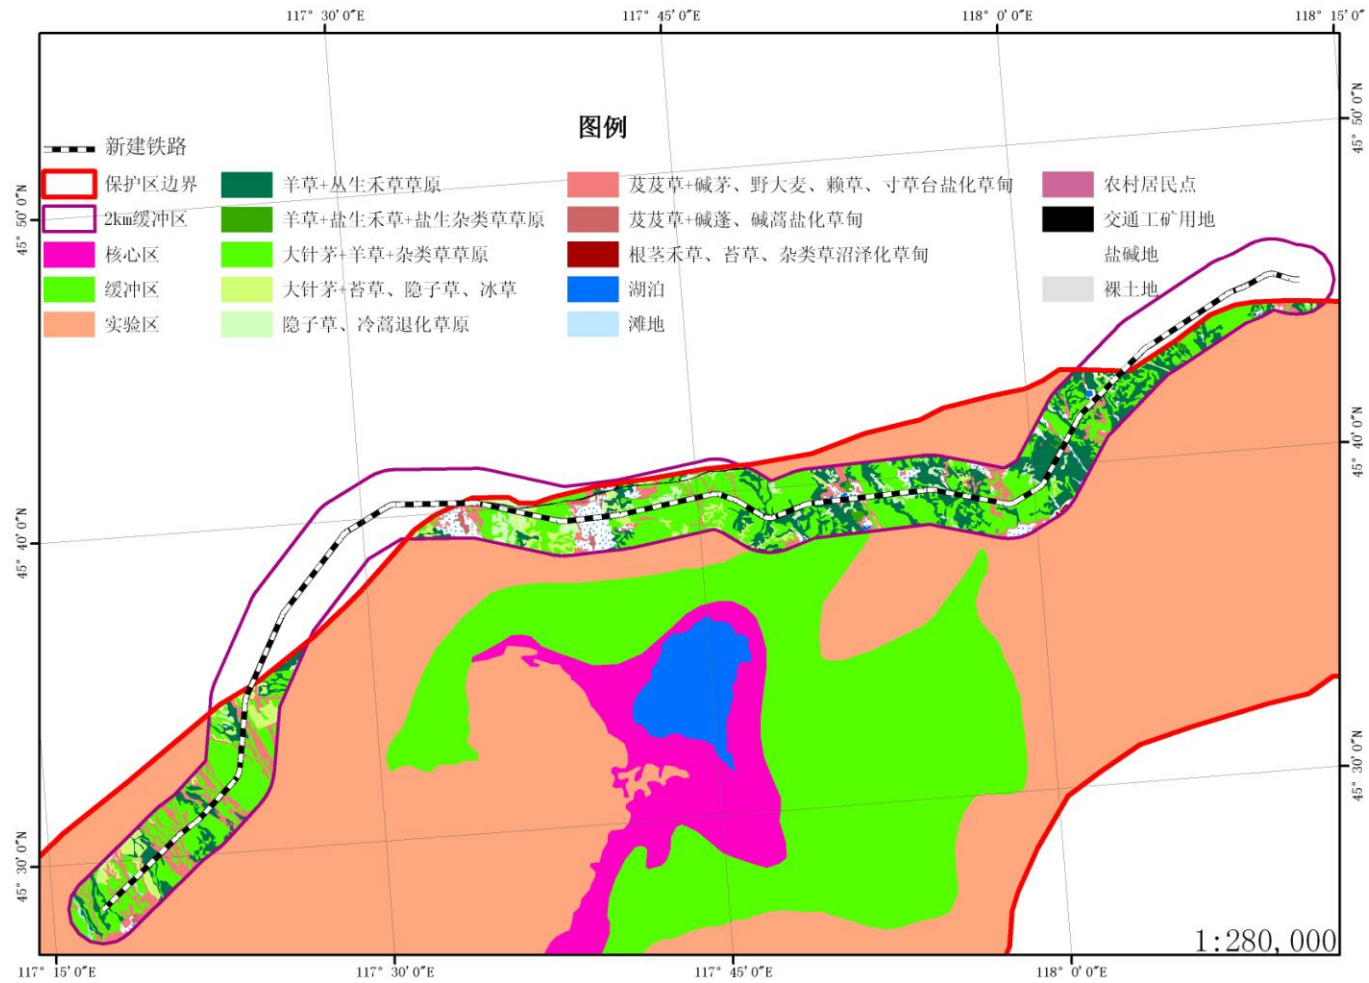 117° 30′0″E
117° 45′0″E
118° 0′0″E
118° 15′0″E
图例
新建铁路
保护区边界
2km缓冲区
核心区
缓冲区
实验区
羊草+丛生禾草草原
羊草+盐生禾草+盐生杂类草草原
大针茅+羊草+杂类草草原
大针茅+苔草、隐子草、冰草
隐子草、冷蒿退化草原
芨芨草+碱茅、野大麦、赖草、寸草台盐化草甸
芨芨草+碱蓬、碱蒿盐化草甸
根茎禾草、苔草、杂类草沼泽化草甸
湖泊
滩地
农村居民点
交通工矿用地
盐碱地
裸土地
45° 50′0″N
45° 40′0″N
45° 30′0″N
45° 50′0″N
45° 40′0″N
45° 30′0″N
1:280,000
117° 15′0″E
117° 30′0″E
117° 45′0″E
118° 0′0″E